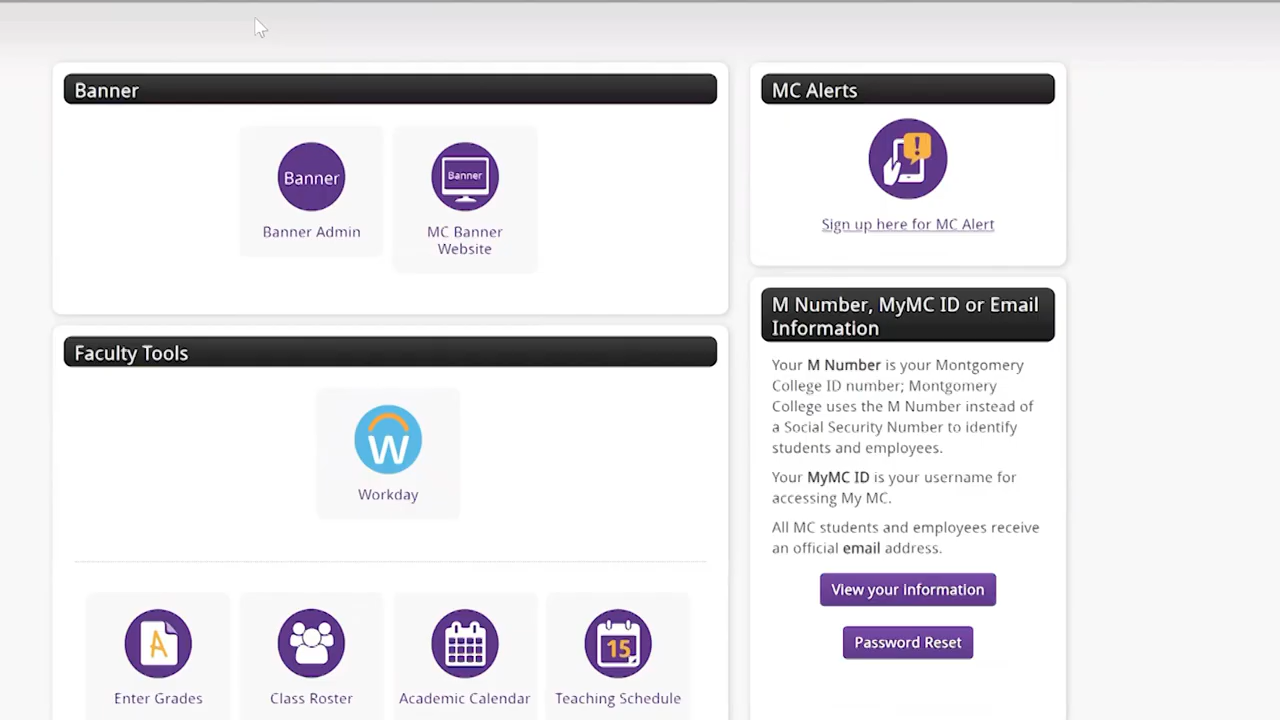 Banner
Banner
Banner Admin
Banner
MC Banner
Website
Faculty Tools
W
Workday
A
Enter Grades
Class Roster
Academic Calendar
15
Teaching Schedule
MC Alerts
!
Sign up here for MC Alert
M Number, MyMC ID or Email
Information
Your M Number is your Montgomery
College ID number; Montgomery
College uses the M Number instead of
a Social Security Number to identify
students and employees.
Your MyMC ID is your username for
accessing My MC.
All MC students and employees receive
an official email address.
View your information
Password Reset